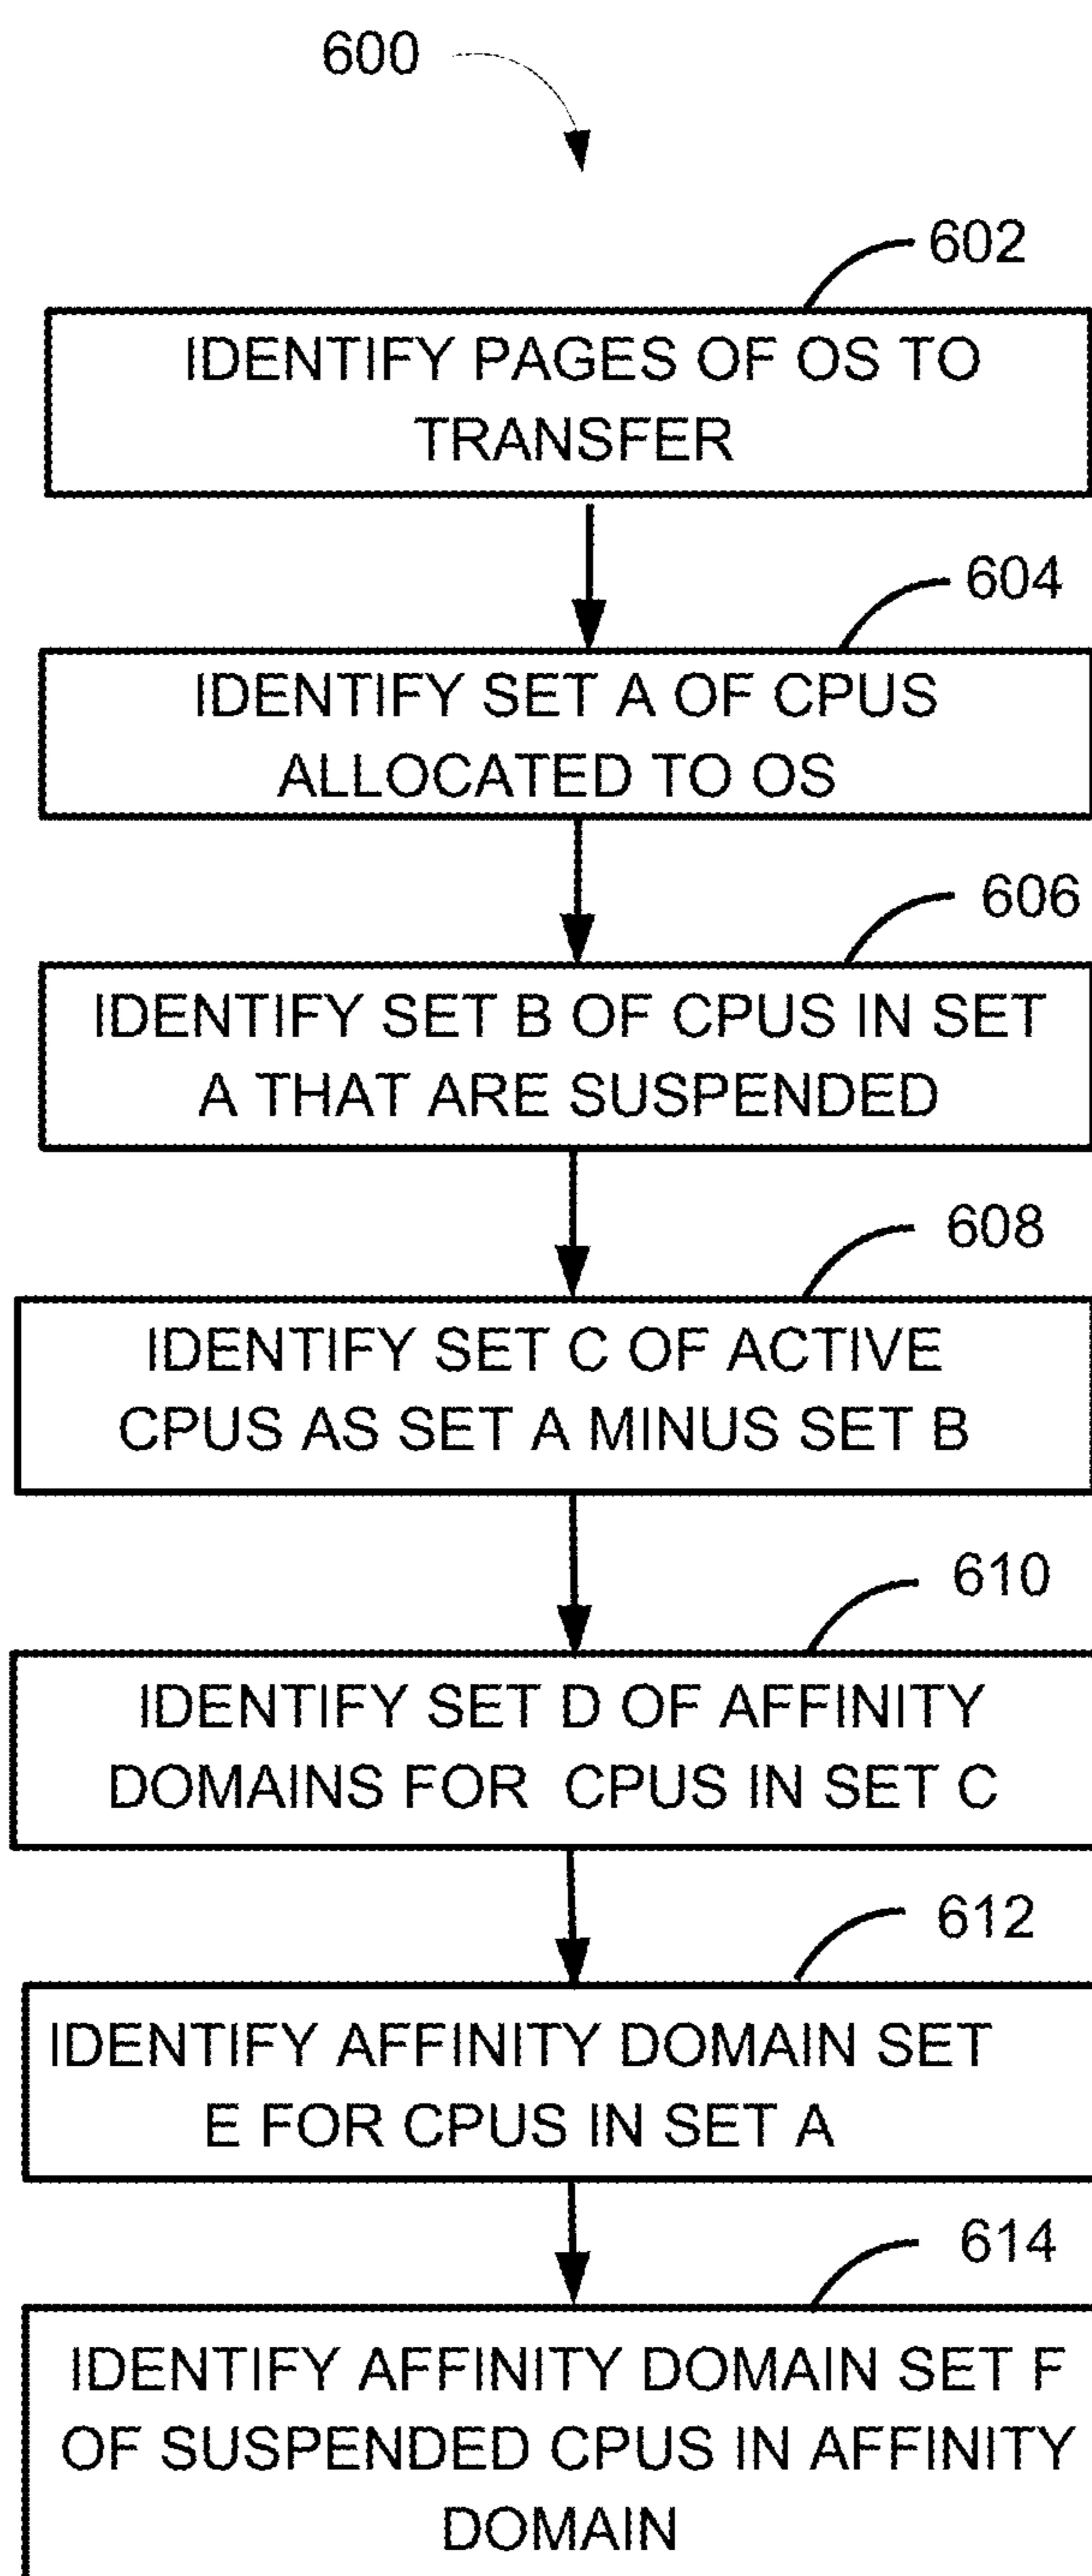 600
602
IDENTIFY PAGES OF OS TO
TRANSFER
604
IDENTIFY SET A OF CPUS
ALLOCATED TO OS
606
IDENTIFY SET B OF CPUS IN SET
A THAT ARE SUSPENDED
608
IDENTIFY SET C OF ACTIVE
CPUS AS SET A MINUS SET B
610
IDENTIFY SET D OF AFFINITY
DOMAINS FOR CPUS IN SET C
612
IDENTIFY AFFINITY DOMAIN SET
E FOR CPUS IN SET A
614
IDENTIFY AFFINITY DOMAIN SET F
OF SUSPENDED CPUS IN AFFINITY
DOMAIN